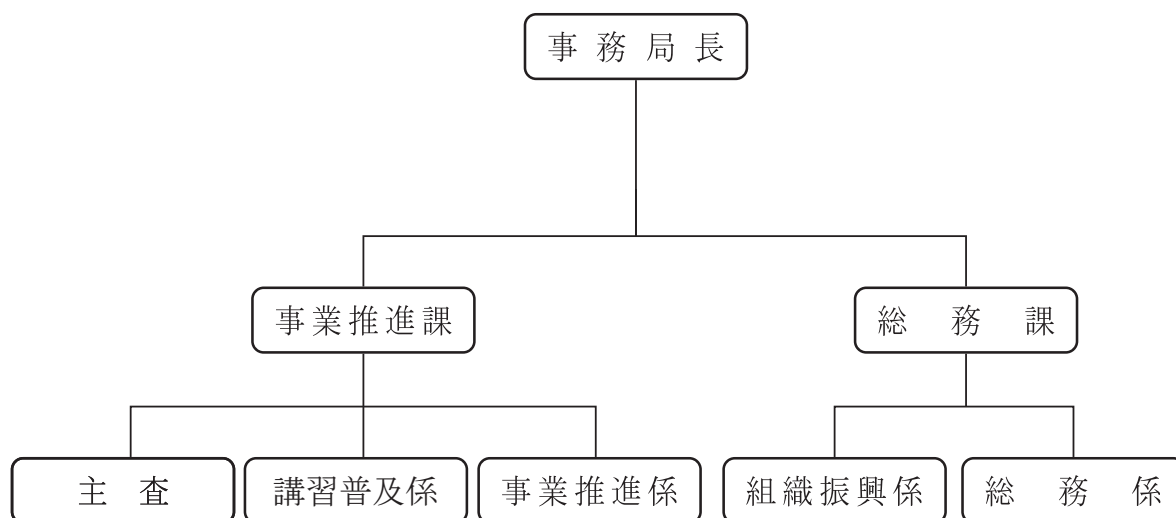 事務局長
事業推進課
総務課
主査
講習普及係
事業推進係
組織振興係
総務係